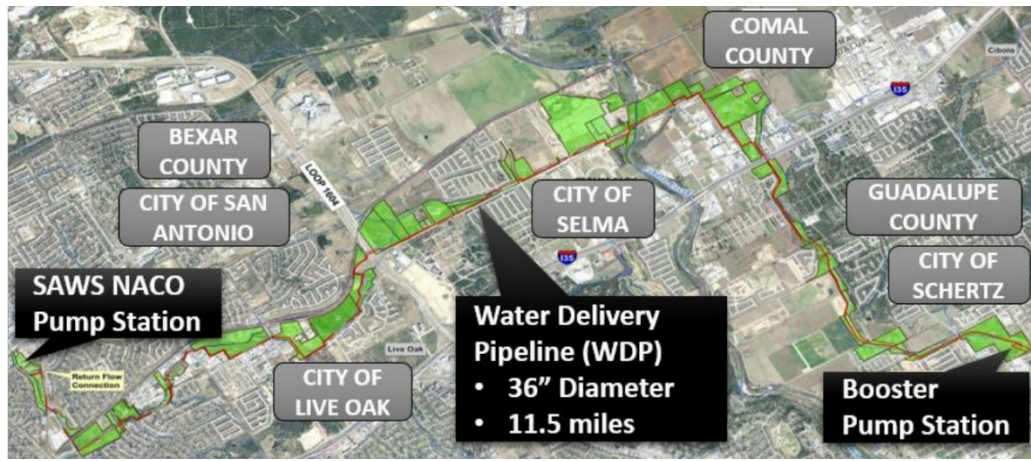 COMAL
COUNTY
Cibolo
I35
BEXAR
COUNTY
LOOP 1604
CITY OF SAN
ANTONIO
CITY OF
SELMA
GUADALUPE
COUNTY
I35
CITY OF
SCHERTZ
SAWS NACO
Pump Station
Return Flow
Connection
Live Oak
CITY OF
LIVE OAK
Water Delivery
Pipeline (WDP)
• 36” Diameter
• 11.5 miles
Booster
Pump Station